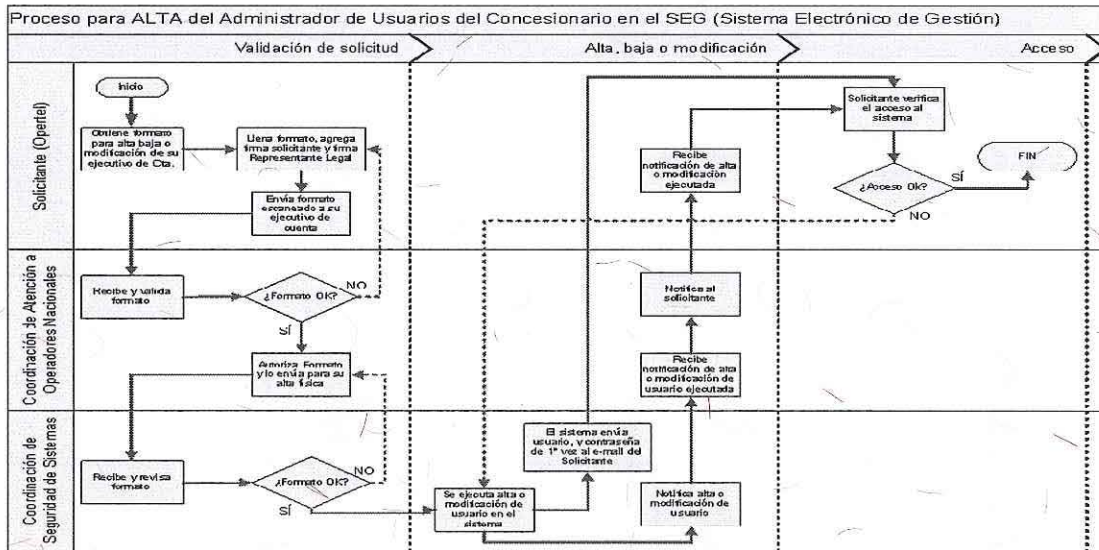 Proceso para ALTA del Administrador de Usuarios del Concesionario en el SEG (Sistema Electrónico de Gestión)
Validación de solicitud
Alta, baja o modificación
Acceso
Solicitante (Opertel)
Inicio
Obtiene formato
para alta baja o
modificación de su
ejecutivo de Cta.
Llena formato, agrega
firma solicitante y firma
Representante Legal
Envía formato
escaneado a su
ejecutivo de
cuenta
Recibe
notificación de alta
o modificación
ejecutada
Solicitante verifica
el acceso al
sistema
¿Acceso Ok?
SÍ
NO
FIN
Coordinación de Atención a
Operadores Nacionales
Recibe y valida
formato
¿Formato OK?
NO
SÍ
Autoriza Formato
y lo envía para su
alta física
Notifica al
solicitante
Recibe
notificación de alta
o modificación de
usuario ejecutada
Coordinación de
Seguridad de Sistemas
Recibe y revisa
formato
¿Formato OK?
NO
SÍ
El sistema envía
usuario, y contraseña
de 1ª vez al e-mail del
Solicitante
Se ejecuta alta o
modificación de
usuario en el
sistema
Notifica alta o
modificación de
usuario